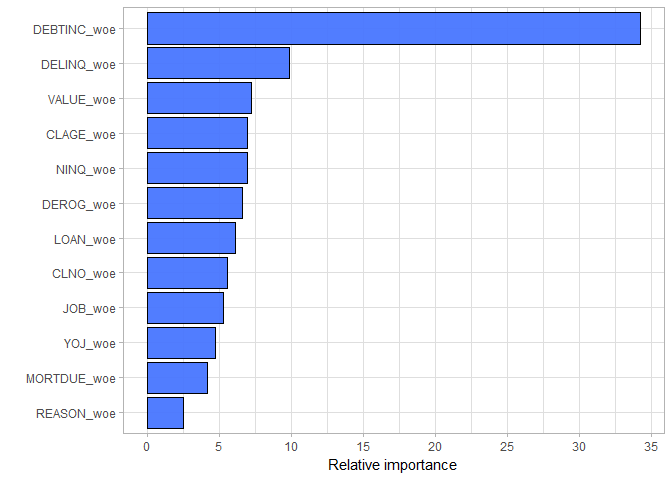 DEBTINC_woe
DELINQ_woe
VALUE_woe
CLAGE_woe
NINQ_woe
DEROG_woe
LOAN_woe
CLNO_woe
JOB_woe
YOJ_woe
MORTDUE_woe
REASON_woe
0 5 10 15 20 25 30 35
Relative importance